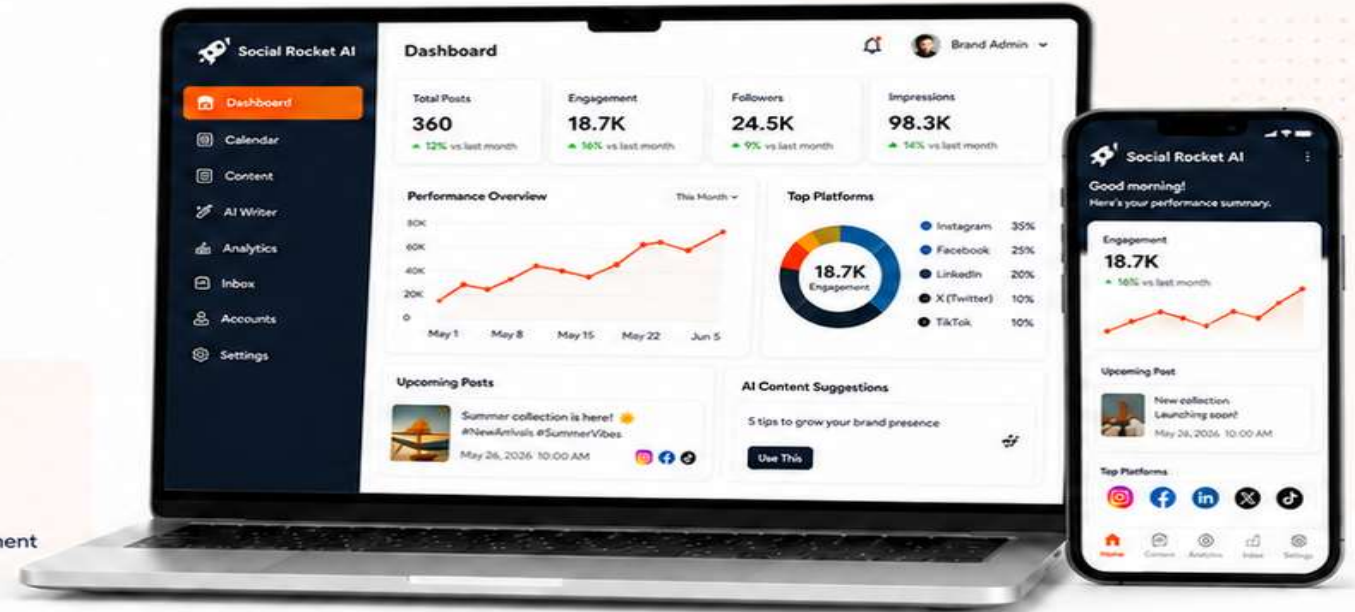 Social Rocket AI
Dashboard
Calendar
Content
AI Writer
Analytics
Inbox
Accounts
Settings
Dashboard
Brand Admin
Total Posts
360
12% vs last month
Engagement
18.7K
16% vs last month
Followers
24.5K
9% vs last month
Impressions
98.3K
14% vs last month
Performance Overview
This Month
60K
40K
20K
0
May 1 May 8 May 15 May 22 Jun 5
Top Platforms
18.7K
Engagement
Instagram 35%
Facebook 25%
LinkedIn 20%
X (Twitter) 10%
TikTok 10%
Upcoming Posts
Summer collection is here!
#NewArrivals #SummerVibes
May 26, 2026 10:00 AM
AI Content Suggestions
5 tips to grow your brand presence
Use This
Social Rocket AI
Good morning!
Here's your performance summary.
Engagement
18.7K
16% vs last month
Upcoming Post
New collection
Launching soon!
May 26, 2026 10:00 AM
Top Platforms
in
Home Content Analytics Inbox Settings